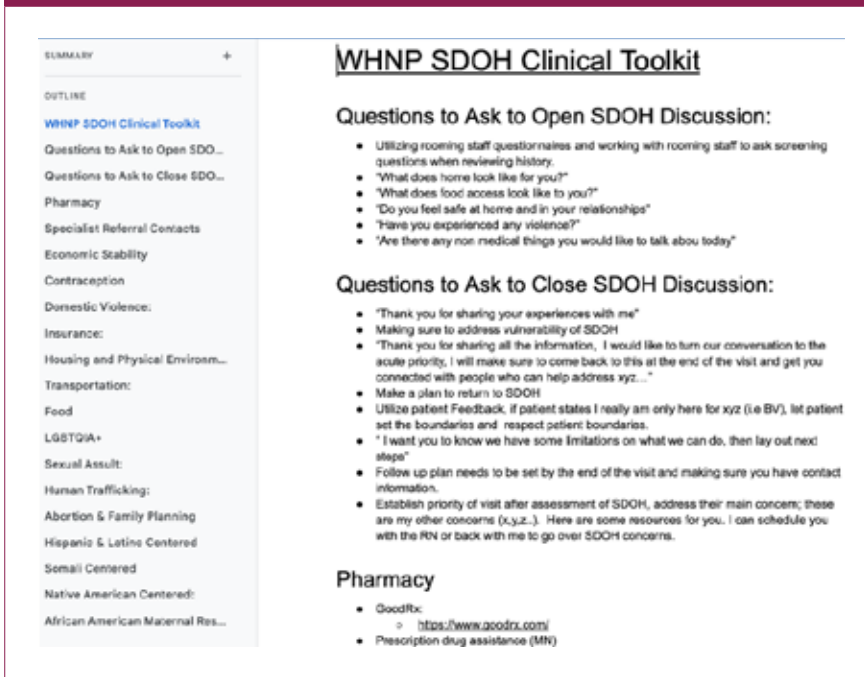 SUMMARY +
OUTLINE
WHNP SDOH Clinical Toolkit
Questions to Ask to Open SDO...
Questions to Ask to Close SDO...
Pharmacy
Specialist Referral Contacts
Economic Stability
Contraception
Domestic Violence:
Insurance:
Housing and Physical Environm...
Transportation:
Food
LGBTQIA+
Sexual Assult:
Human Trafficking:
Abortion & Family Planning
Hispanic & Latino Centered
Somali Centered
Native American Centered:
African American Maternal Res...
WHNP SDOH Clinical Toolkit
Questions to Ask to Open SDOH Discussion:
● Utilizing rooming staff questionnaires and working with rooming staff to ask screening
questions when reviewing history.
● "What does home look like for you?"
● "What does food access look like to you?"
● "Do you feel safe at home and in your relationships"
● "Have you experienced any violence?"
● "Are there any non medical things you would like to talk abou today"
Questions to Ask to Close SDOH Discussion:
● "Thank you for sharing your experiences with me"
● Making sure to address vulnerability of SDOH
● "Thank you for sharing all the information, I would like to turn our conversation to the
acute priority, I will make sure to come back to this at the end of the visit and get you
connected with people who can help address xyz..."
● Make a plan to return to SDOH
● Utilize patient Feedback, if patient states I really am only here for xyz (i.e BV), let patient
set the boundaries and respect patient boundaries.
● " I want you to know we have some limitations on what we can do, then lay out next
steps"
● Follow up plan needs to be set by the end of the visit and making sure you have contact
information.
● Establish priority of visit after assessment of SDOH, address their main concern; these
are my other concerns (x,y,z..). Here are some resources for you. I can schedule you
with the RN or back with me to go over SDOH concerns.
Pharmacy
● GoodRx:
○ https://www.goodrx.com/
● Prescription drug assistance (MN)